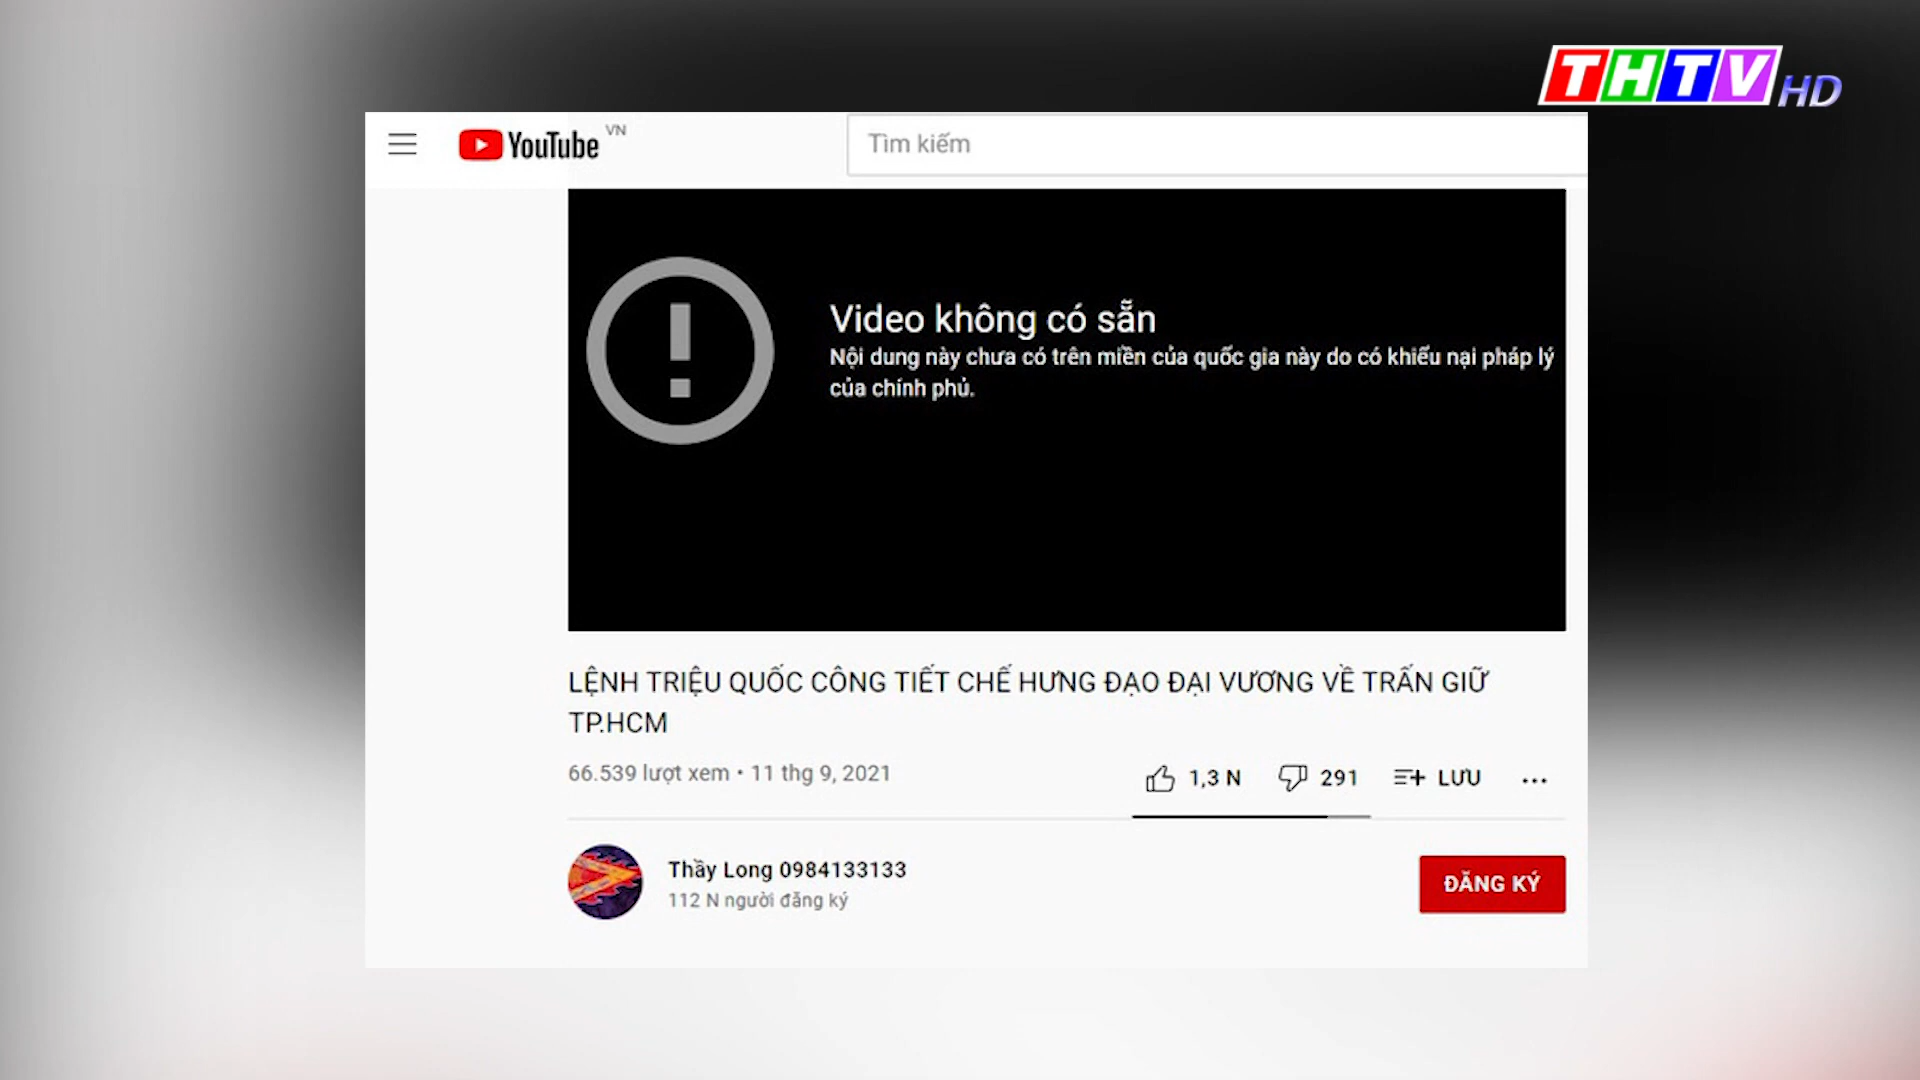 THTV HD
YouTube VN
Tìm kiếm
Video không có sẵn
Nội dung này chưa có trên miền của quốc gia này do có khiếu nại pháp lý
của chính phủ.
LỆNH TRIỆU QUỐC CÔNG TIẾT CHẾ HƯNG ĐẠO ĐẠI VƯƠNG VỀ TRẤN GIỮ
TP.HCM
66.539 lượt xem • 11 thg 9, 2021
1,3 N 291 LƯU
Thầy Long 0984133133
112 N người đăng ký
ĐĂNG KÝ